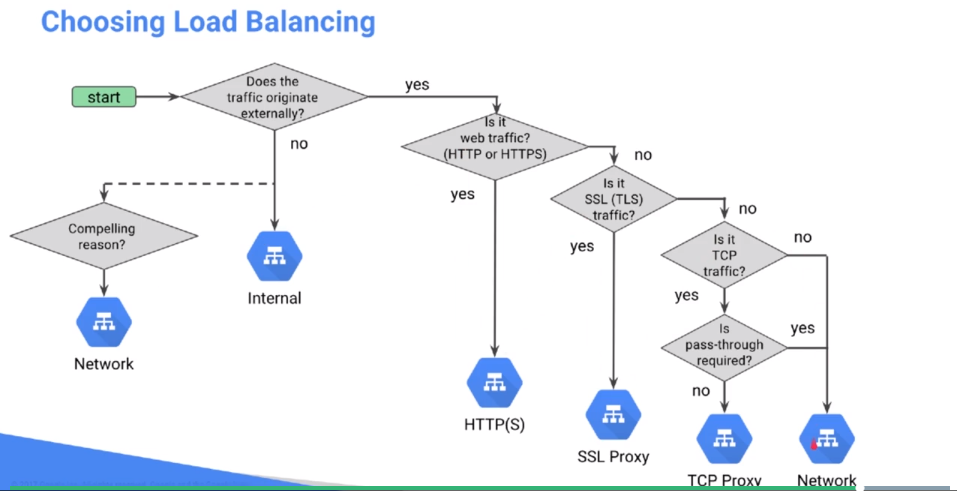 Choosing Load Balancing
start
Does the
traffic originate
externally?
yes
no
Is it
web traffic?
(HTTP or HTTPS)
no
yes
Is it
SSL (TLS)
traffic?
no
yes
Is it
TCP
traffic?
no
yes
Is
pass-through
required?
yes
no
Compelling
reason?
Internal
Network
HTTP(S)
SSL Proxy
TCP Proxy
Network